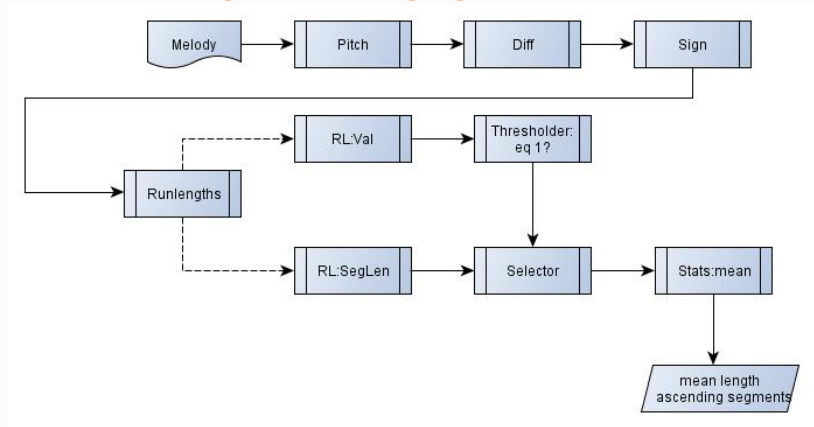 Melody
Pitch
Diff
Sign
RL:Val
Thresholder:
eq 1?
Runlengths
RL:SegLen
Selector
Stats:mean
mean length
ascending segments